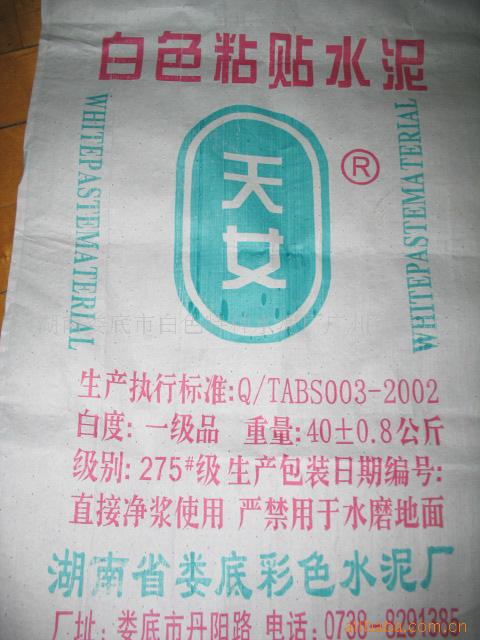 白色粘贴水泥
WHITEPASTEMATERIAL
天女
®
WHITEPASTEMATERIAL
生产执行标准:Q/TABS003-2002
白度: 一级品 重量:40±0.8公斤
级别:275#级 生产包装日期编号:
直接净浆使用 严禁用于水磨地面
湖南省娄底彩色水泥厂
厂址: 娄底市丹阳路 电话:0738-
alibaba.com.cn